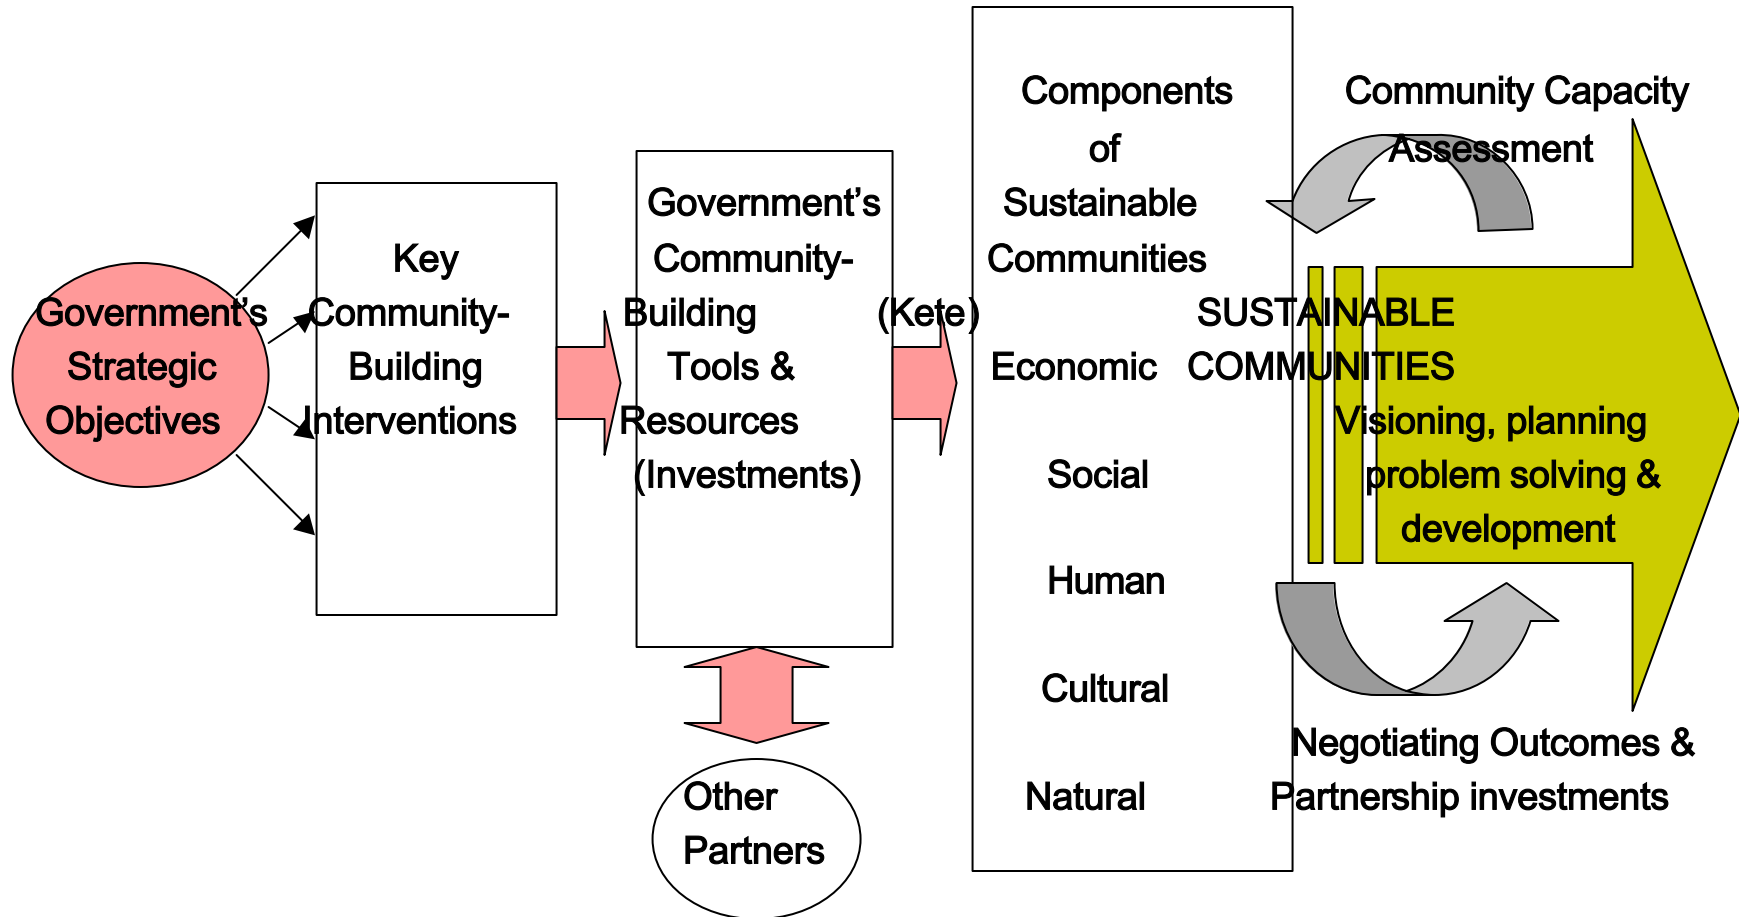 Government’s
Strategic
Objectives
Key
Community-
Building
Interventions
Government’s
Community-
Building (Kete)
Tools &
Resources
(Investments)
Other
Partners
Components
of
Sustainable
Communities
Economic
Social
Human
Cultural
Natural
Community Capacity
Assessment
SUSTAINABLE
COMMUNITIES
Visioning, planning
problem solving &
development
Negotiating Outcomes &
Partnership investments